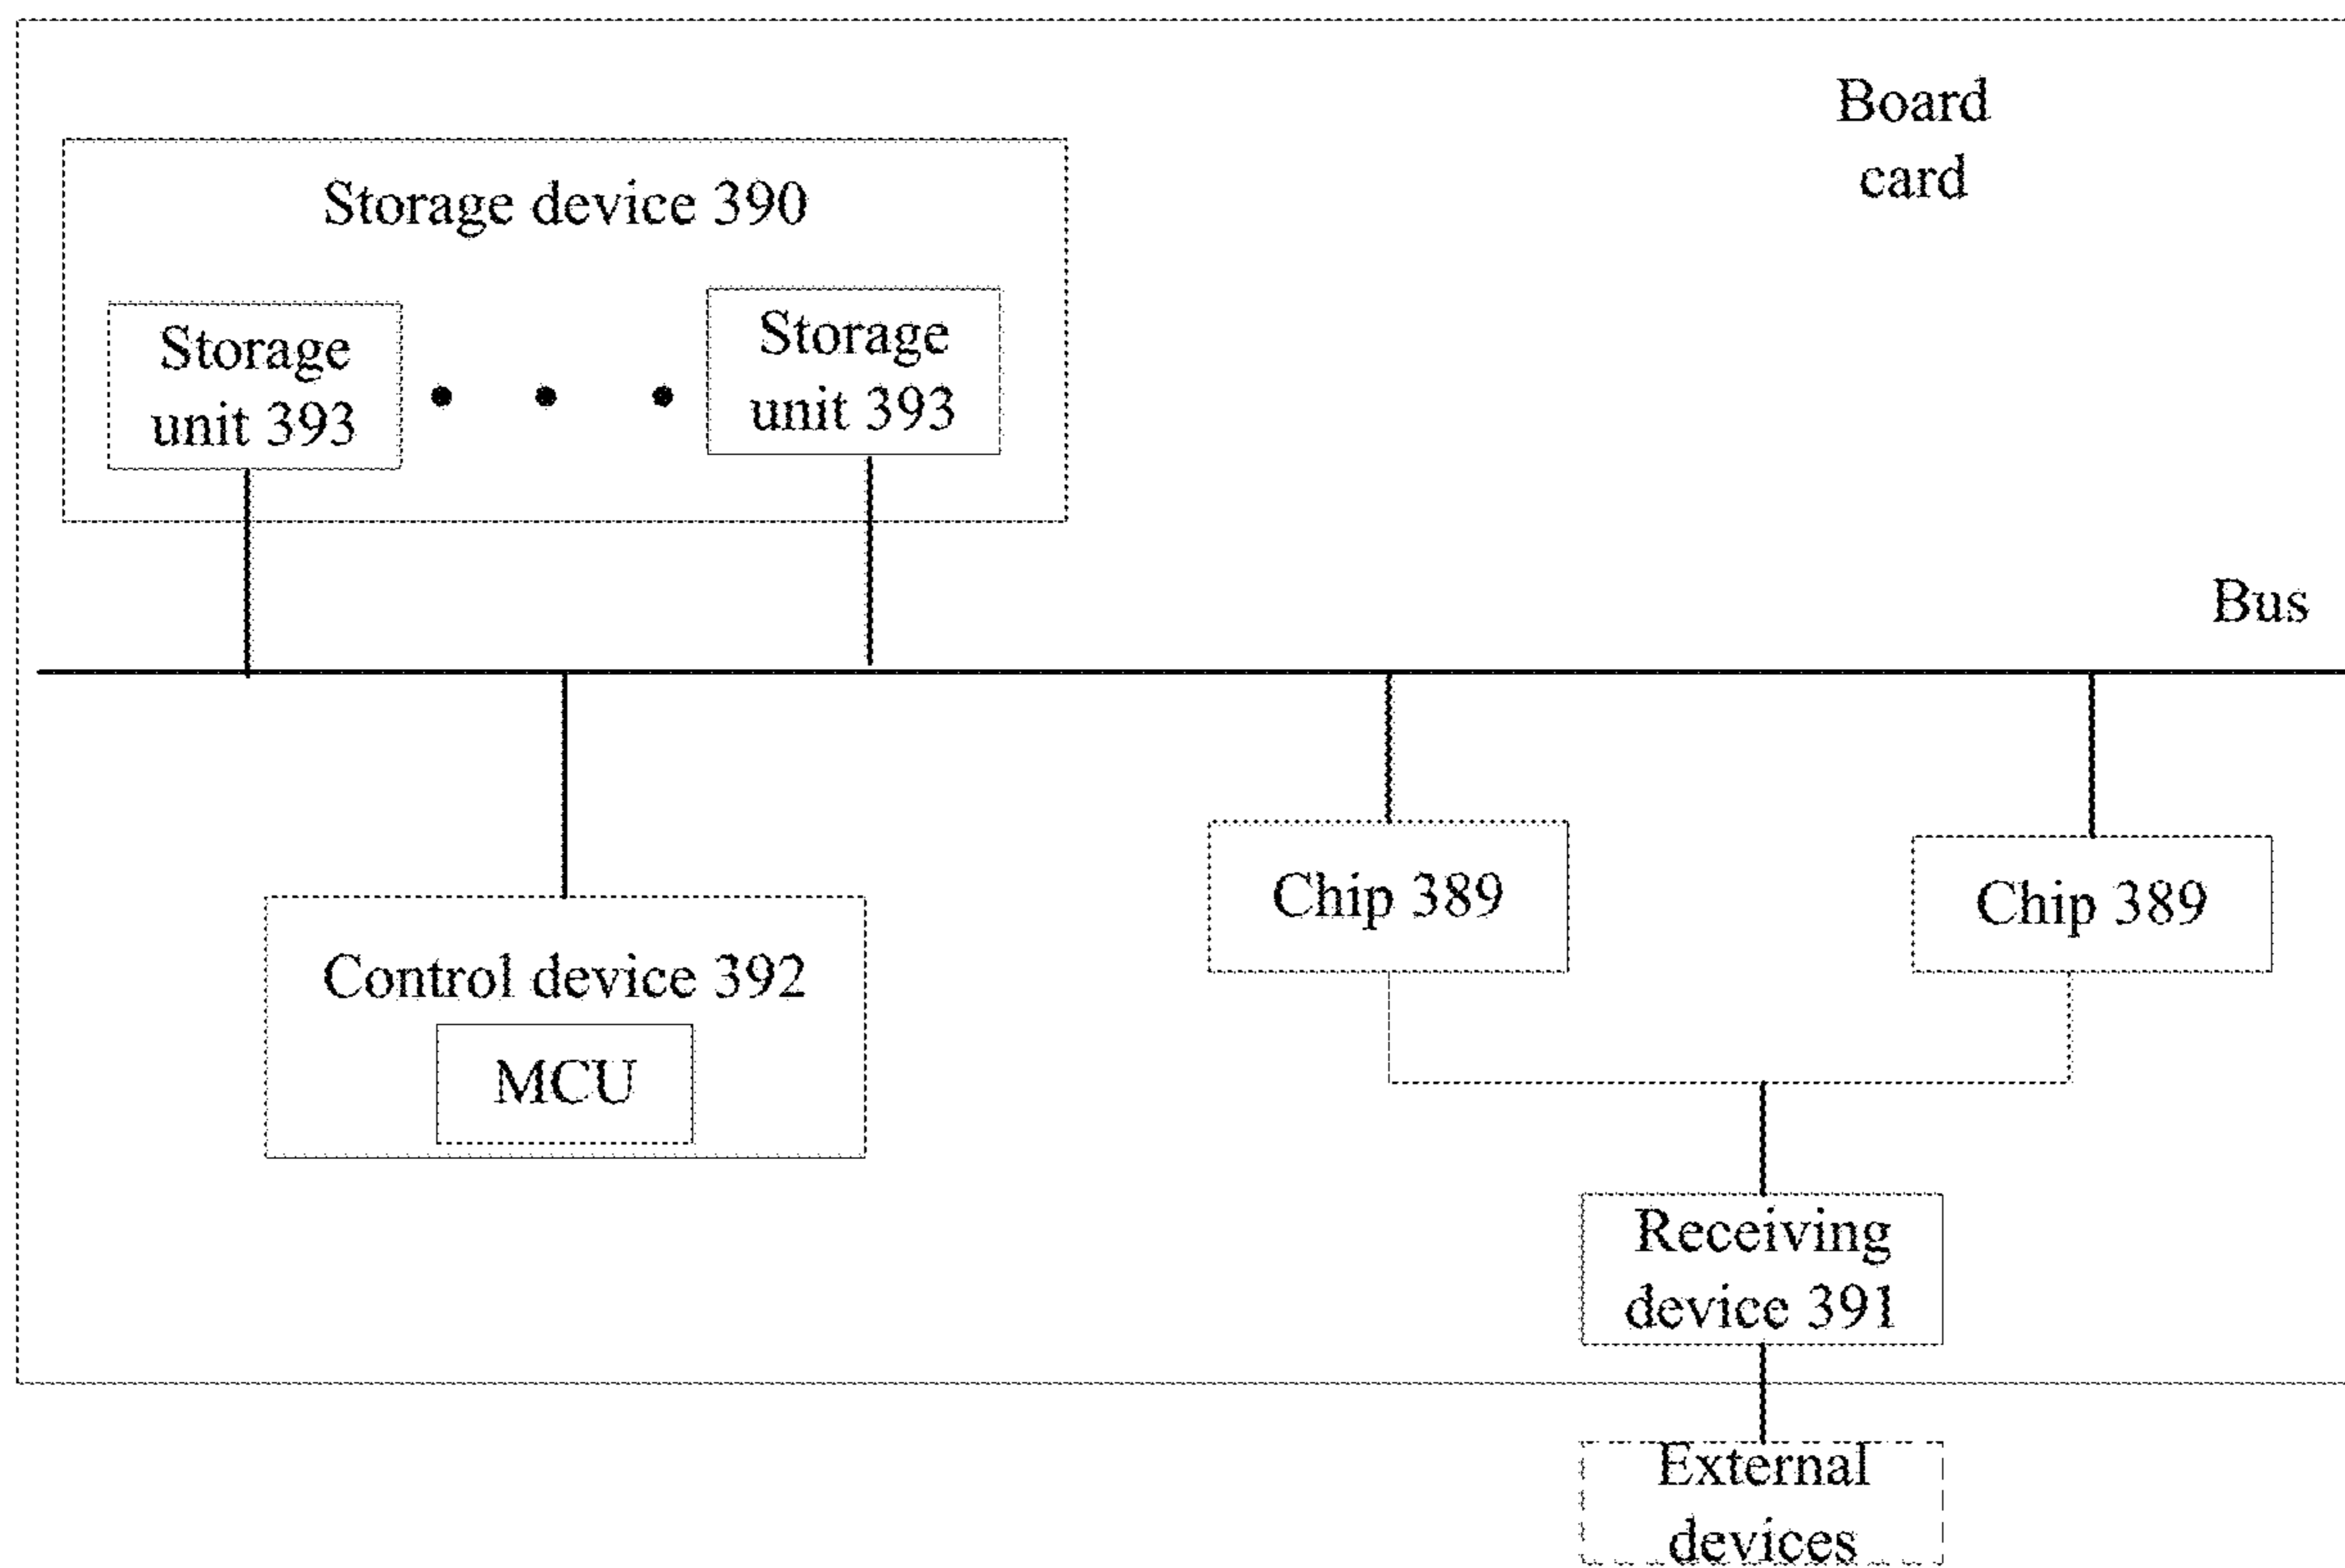 Board
card
Storage device 390
Storage
unit 393
Storage
unit 393
Bus
Chip 389
Chip 389
Control device 392
MCU
Receiving
device 391
External
devices